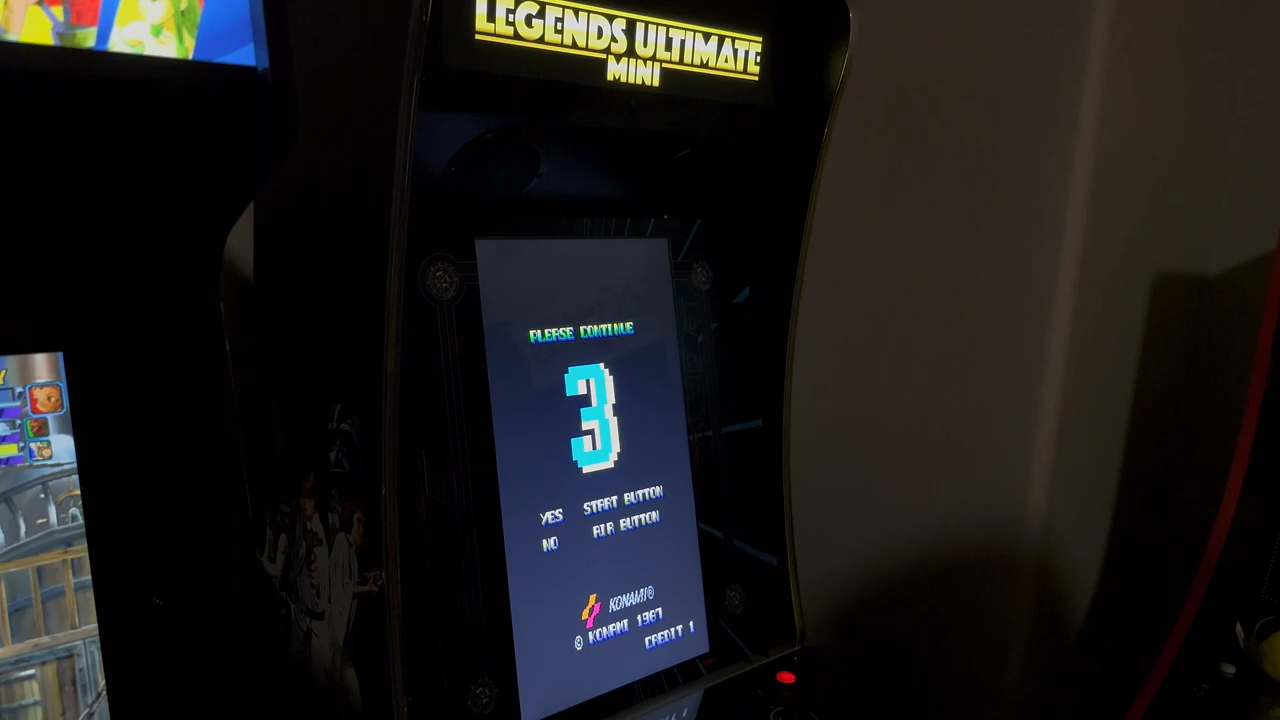 LEGENDS ULTIMATE
MINI
PLEASE CONTINUE
3
YES START BUTTON
NO AIR BUTTON
KONAMI®
© KONAMI 1987
CREDIT 1